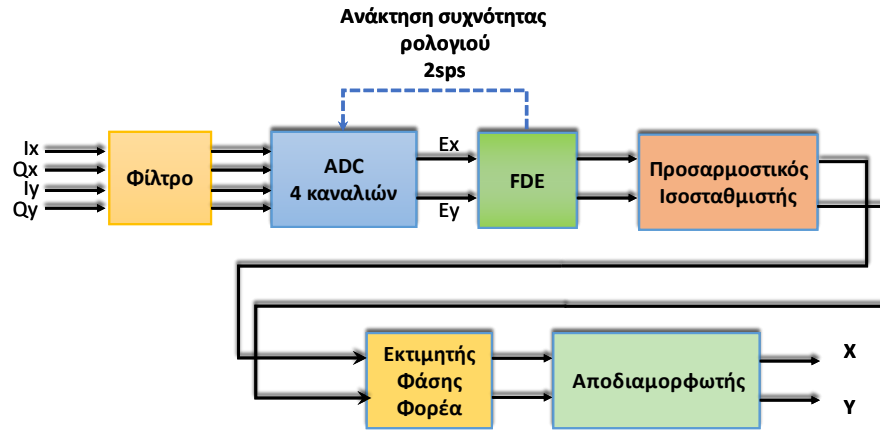 Ανάκτηση συχνότητας
ρολογιού
2sps
Ix
Qx
Iy
Qy
Φίλτρο
ADC
4 καναλιών
Ex
Ey
FDE
Προσαρμοστικός
Ισοσταθμιστής
Εκτιμητής
Φάσης
Φορέα
Αποδιαμορφωτής
X
Y